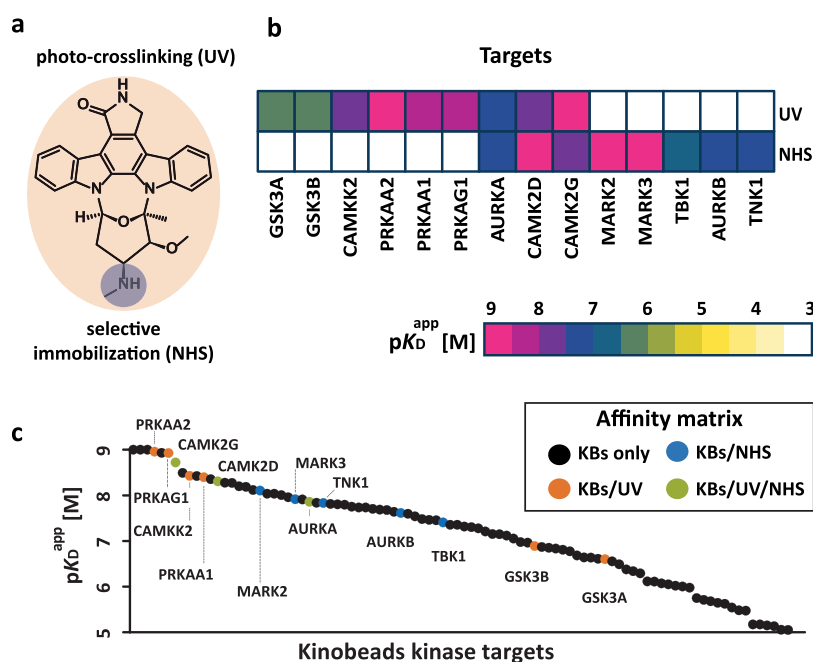 a
photo-crosslinking (UV)
H
N
O
N
N
H
O
O
NH
selective
immobilization (NHS)
b
Targets
UV
NHS
GSK3A
GSK3B
CAMKK2
PRKAA2
PRKAA1
PRKAG1
AURKA
CAMK2D
CAMK2G
MARK2
MARK3
TBK1
AURKB
TNK1
9 8 7 6 5 4 3
pKD app [M]
c
Affinity matrix
KBs only
KBs/NHS
KBs/UV
KBs/UV/NHS
PRKAA2
CAMK2G
CAMK2D
MARK3
TNK1
PRKAG1
CAMKK2
PRKAA1
MARK2
AURKA
AURKB
TBK1
GSK3B
GSK3A
9
8
7
6
5
pKD app [M]
Kinobeads kinase targets